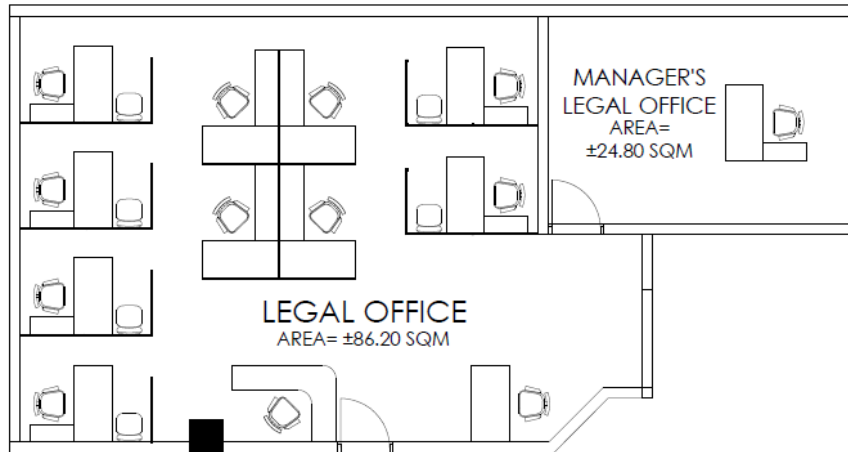 MANAGER'S
LEGAL OFFICE
AREA=
±24.80 SQM
LEGAL OFFICE
AREA= ±86.20 SQM